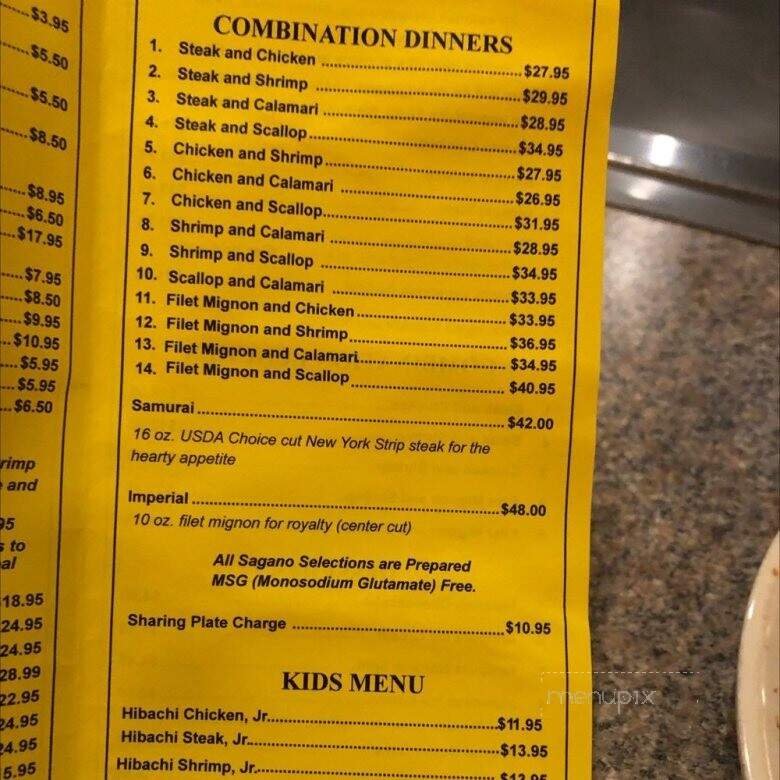 $3.95
$5.50
$5.50
$8.50
$8.95
$6.50
$17.95
$7.95
$8.50
$9.95
$10.95
$5.95
$5.95
$6.50
and
to
18.95
24.95
24.95
28.99
22.95
24.95
24.95
5.95
COMBINATION DINNERS
1. Steak and Chicken ........ $27.95
2. Steak and Shrimp ........ $29.95
3. Steak and Calamari ........ $28.95
4. Steak and Scallop ........ $34.95
5. Chicken and Shrimp ........ $27.95
6. Chicken and Calamari ........ $26.95
7. Chicken and Scallop ........ $31.95
8. Shrimp and Calamari ........ $28.95
9. Shrimp and Scallop ........ $34.95
10. Scallop and Calamari ........ $33.95
11. Filet Mignon and Chicken ........ $33.95
12. Filet Mignon and Shrimp ........ $36.95
13. Filet Mignon and Calamari ........ $34.95
14. Filet Mignon and Scallop ........ $40.95
Samurai ........ $42.00
16 oz. USDA Choice cut New York Strip steak for the
hearty appetite
Imperial ........ $48.00
10 oz. filet mignon for royalty (center cut)
All Sagano Selections are Prepared
MSG (Monosodium Glutamate) Free.
Sharing Plate Charge ........ $10.95
KIDS MENU
Hibachi Chicken, Jr. ........ $11.95
Hibachi Steak, Jr. ........ $13.95
Hibachi Shrimp, Jr. ........
menupix